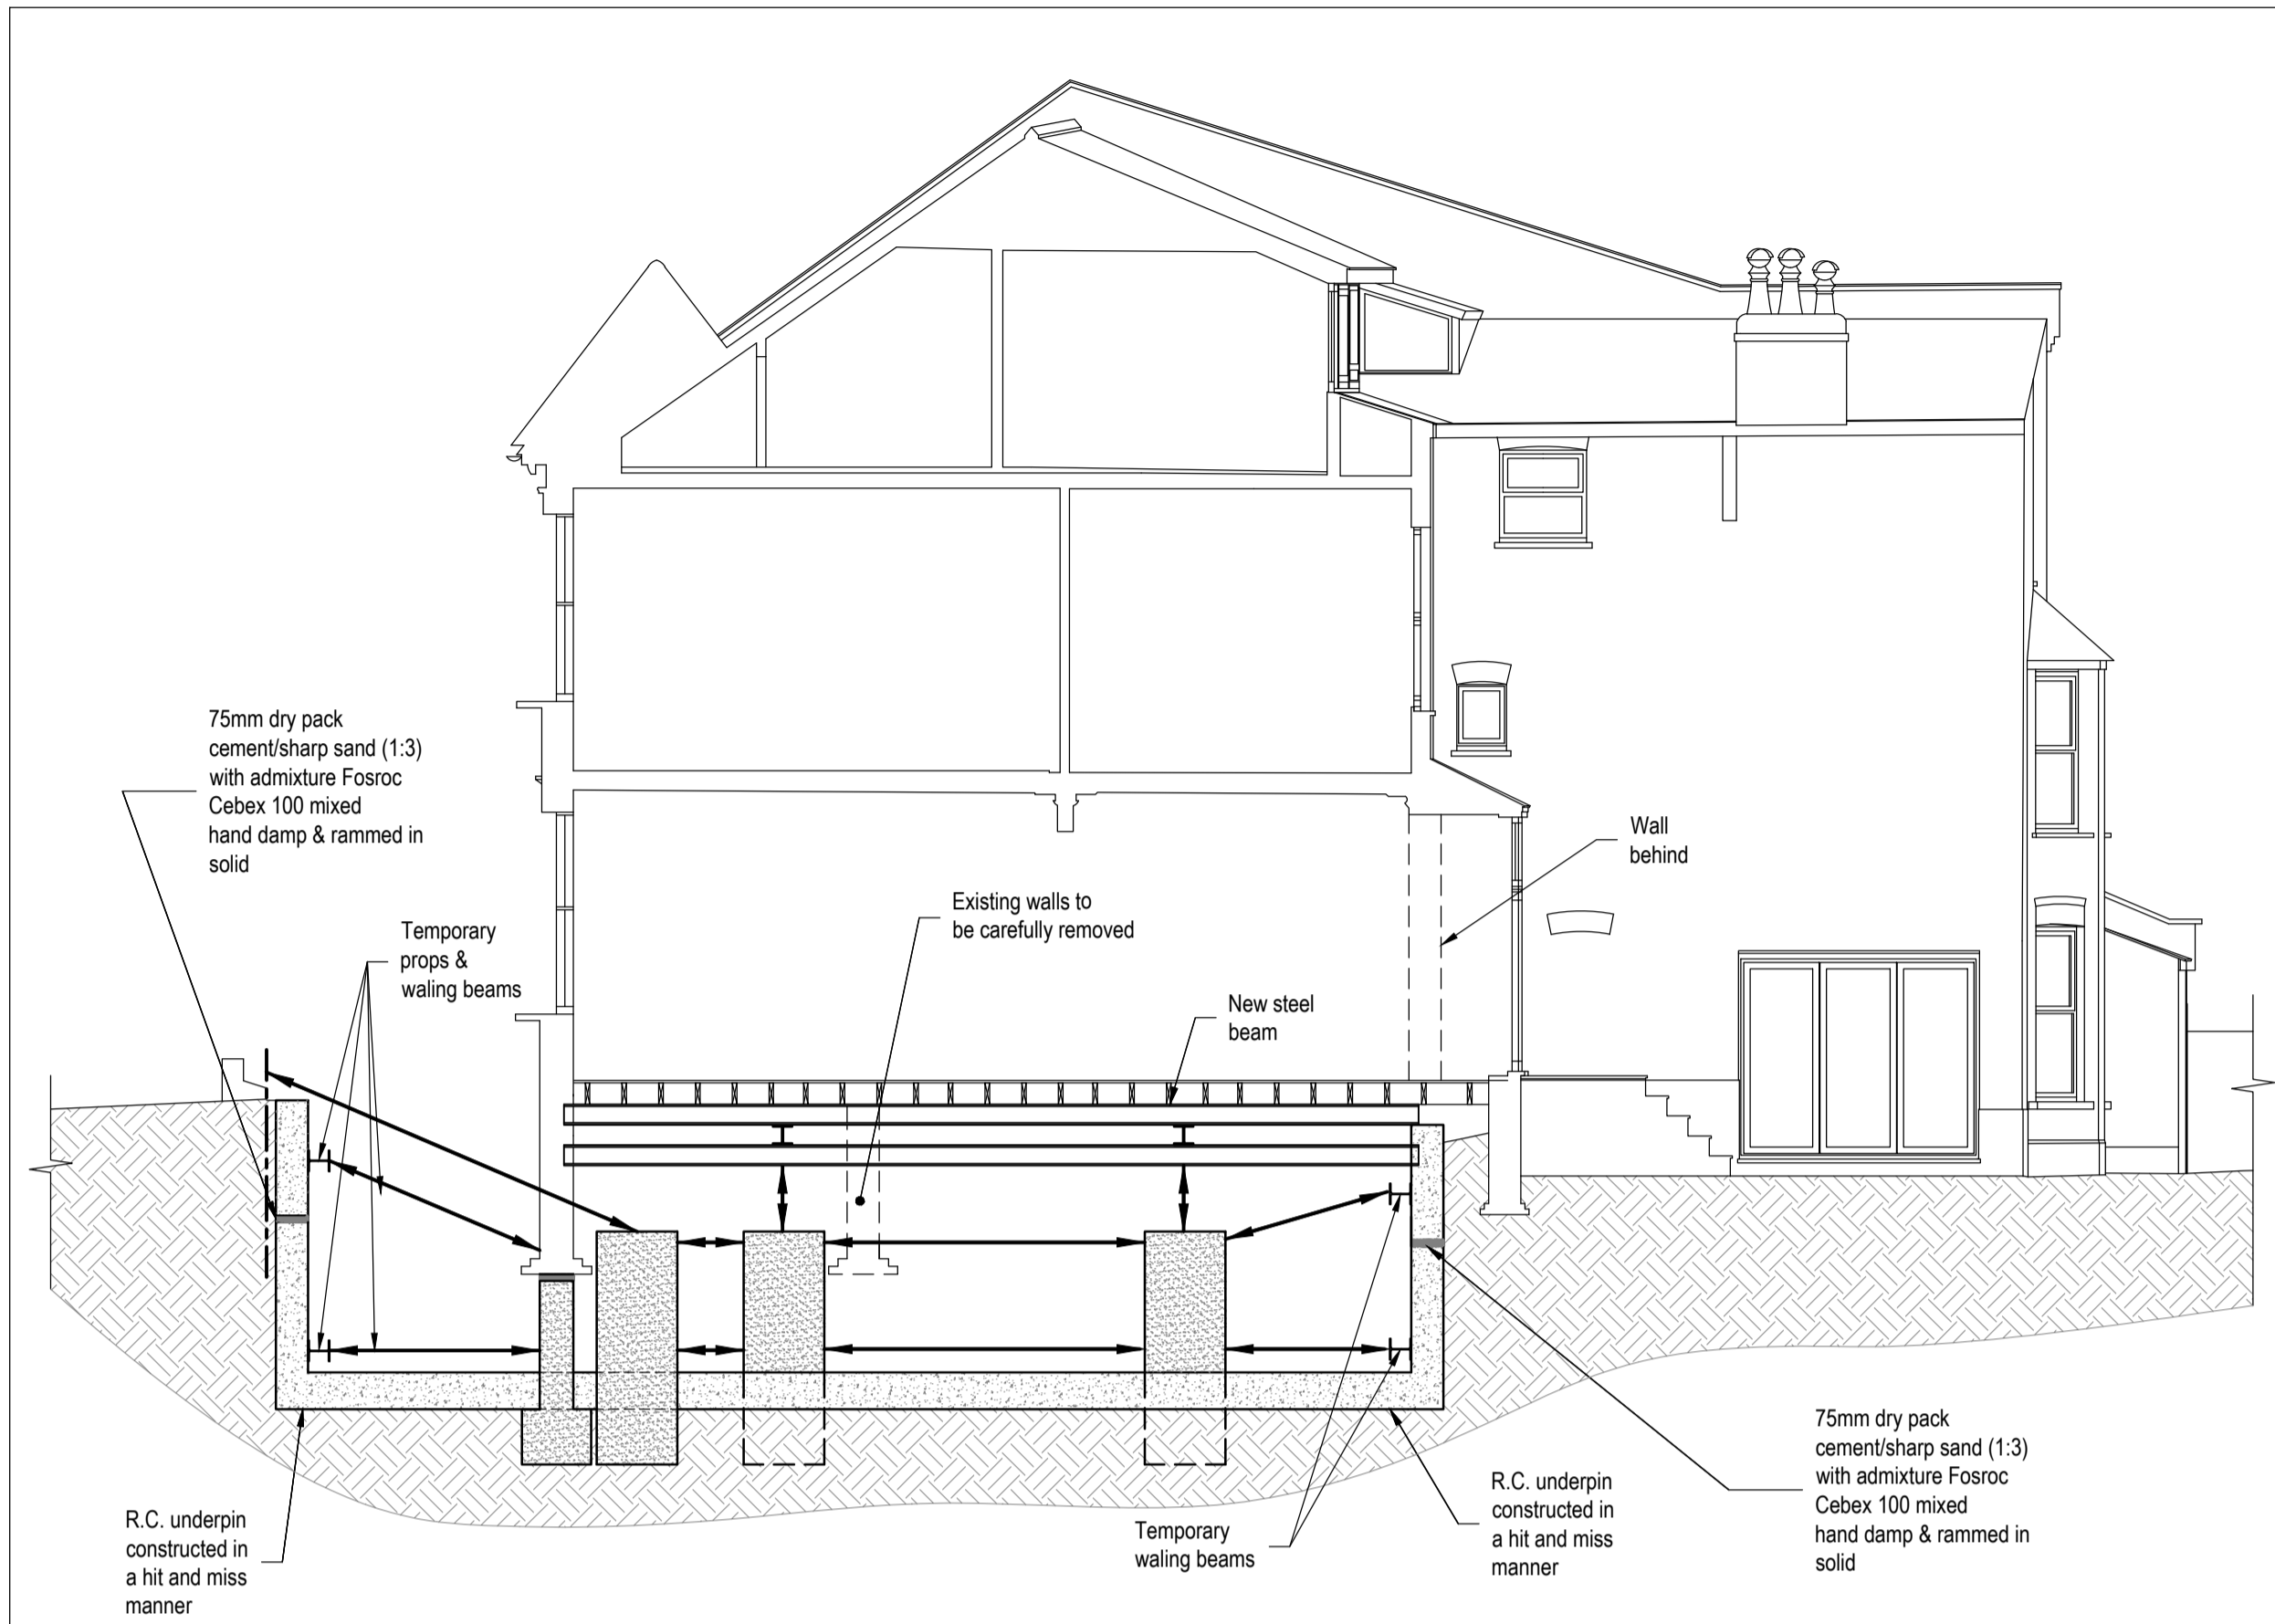 75mm dry pack
cement/sharp sand (1:3)
with admixture Fosroc
Cebex 100 mixed
hand damp & rammed in
solid
Temporary
props &
waling beams
Existing walls to
be carefully removed
Wall
behind
New steel
beam
R.C. underpin
constructed in
a hit and miss
manner
Temporary
waling beams
R.C. underpin
constructed in
a hit and miss
manner
75mm dry pack
cement/sharp sand (1:3)
with admixture Fosroc
Cebex 100 mixed
hand damp & rammed in
solid